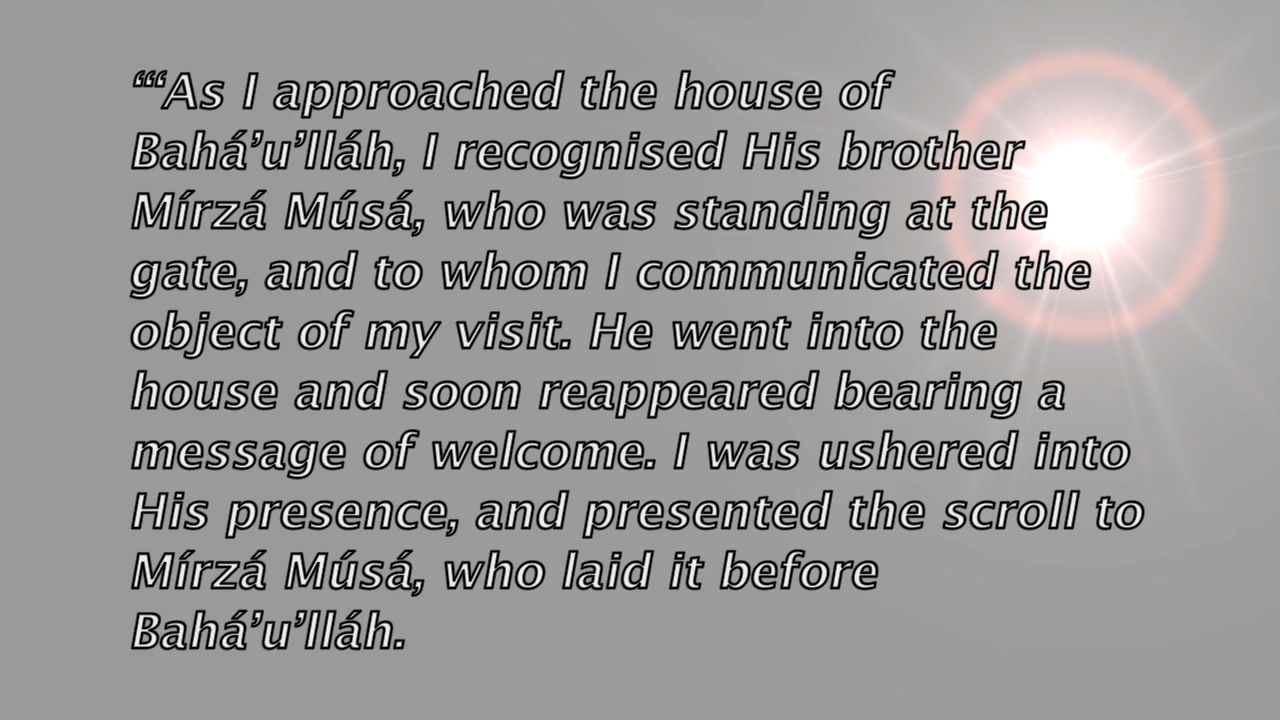 “‘“As I approached the house of
Bahá’u’lláh, I recognised His brother
Mírzá Músá, who was standing at the
gate, and to whom I communicated the
object of my visit. He went into the
house and soon reappeared bearing a
message of welcome. I was ushered into
His presence, and presented the scroll to
Mírzá Músá, who laid it before
Bahá’u’lláh.